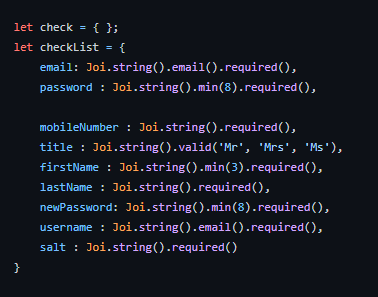 let check = { };
let checkList = {
    email: Joi.string().email().required(),
    password : Joi.string().min(8).required(),
    mobileNumber : Joi.string().required(),
    title : Joi.string().valid('Mr', 'Mrs', 'Ms'),
    firstName : Joi.string().min(3).required(),
    lastName : Joi.string().required(),
    newPassword: Joi.string().min(8).required(),
    username : Joi.string().email().required(),
    salt : Joi.string().required()
}